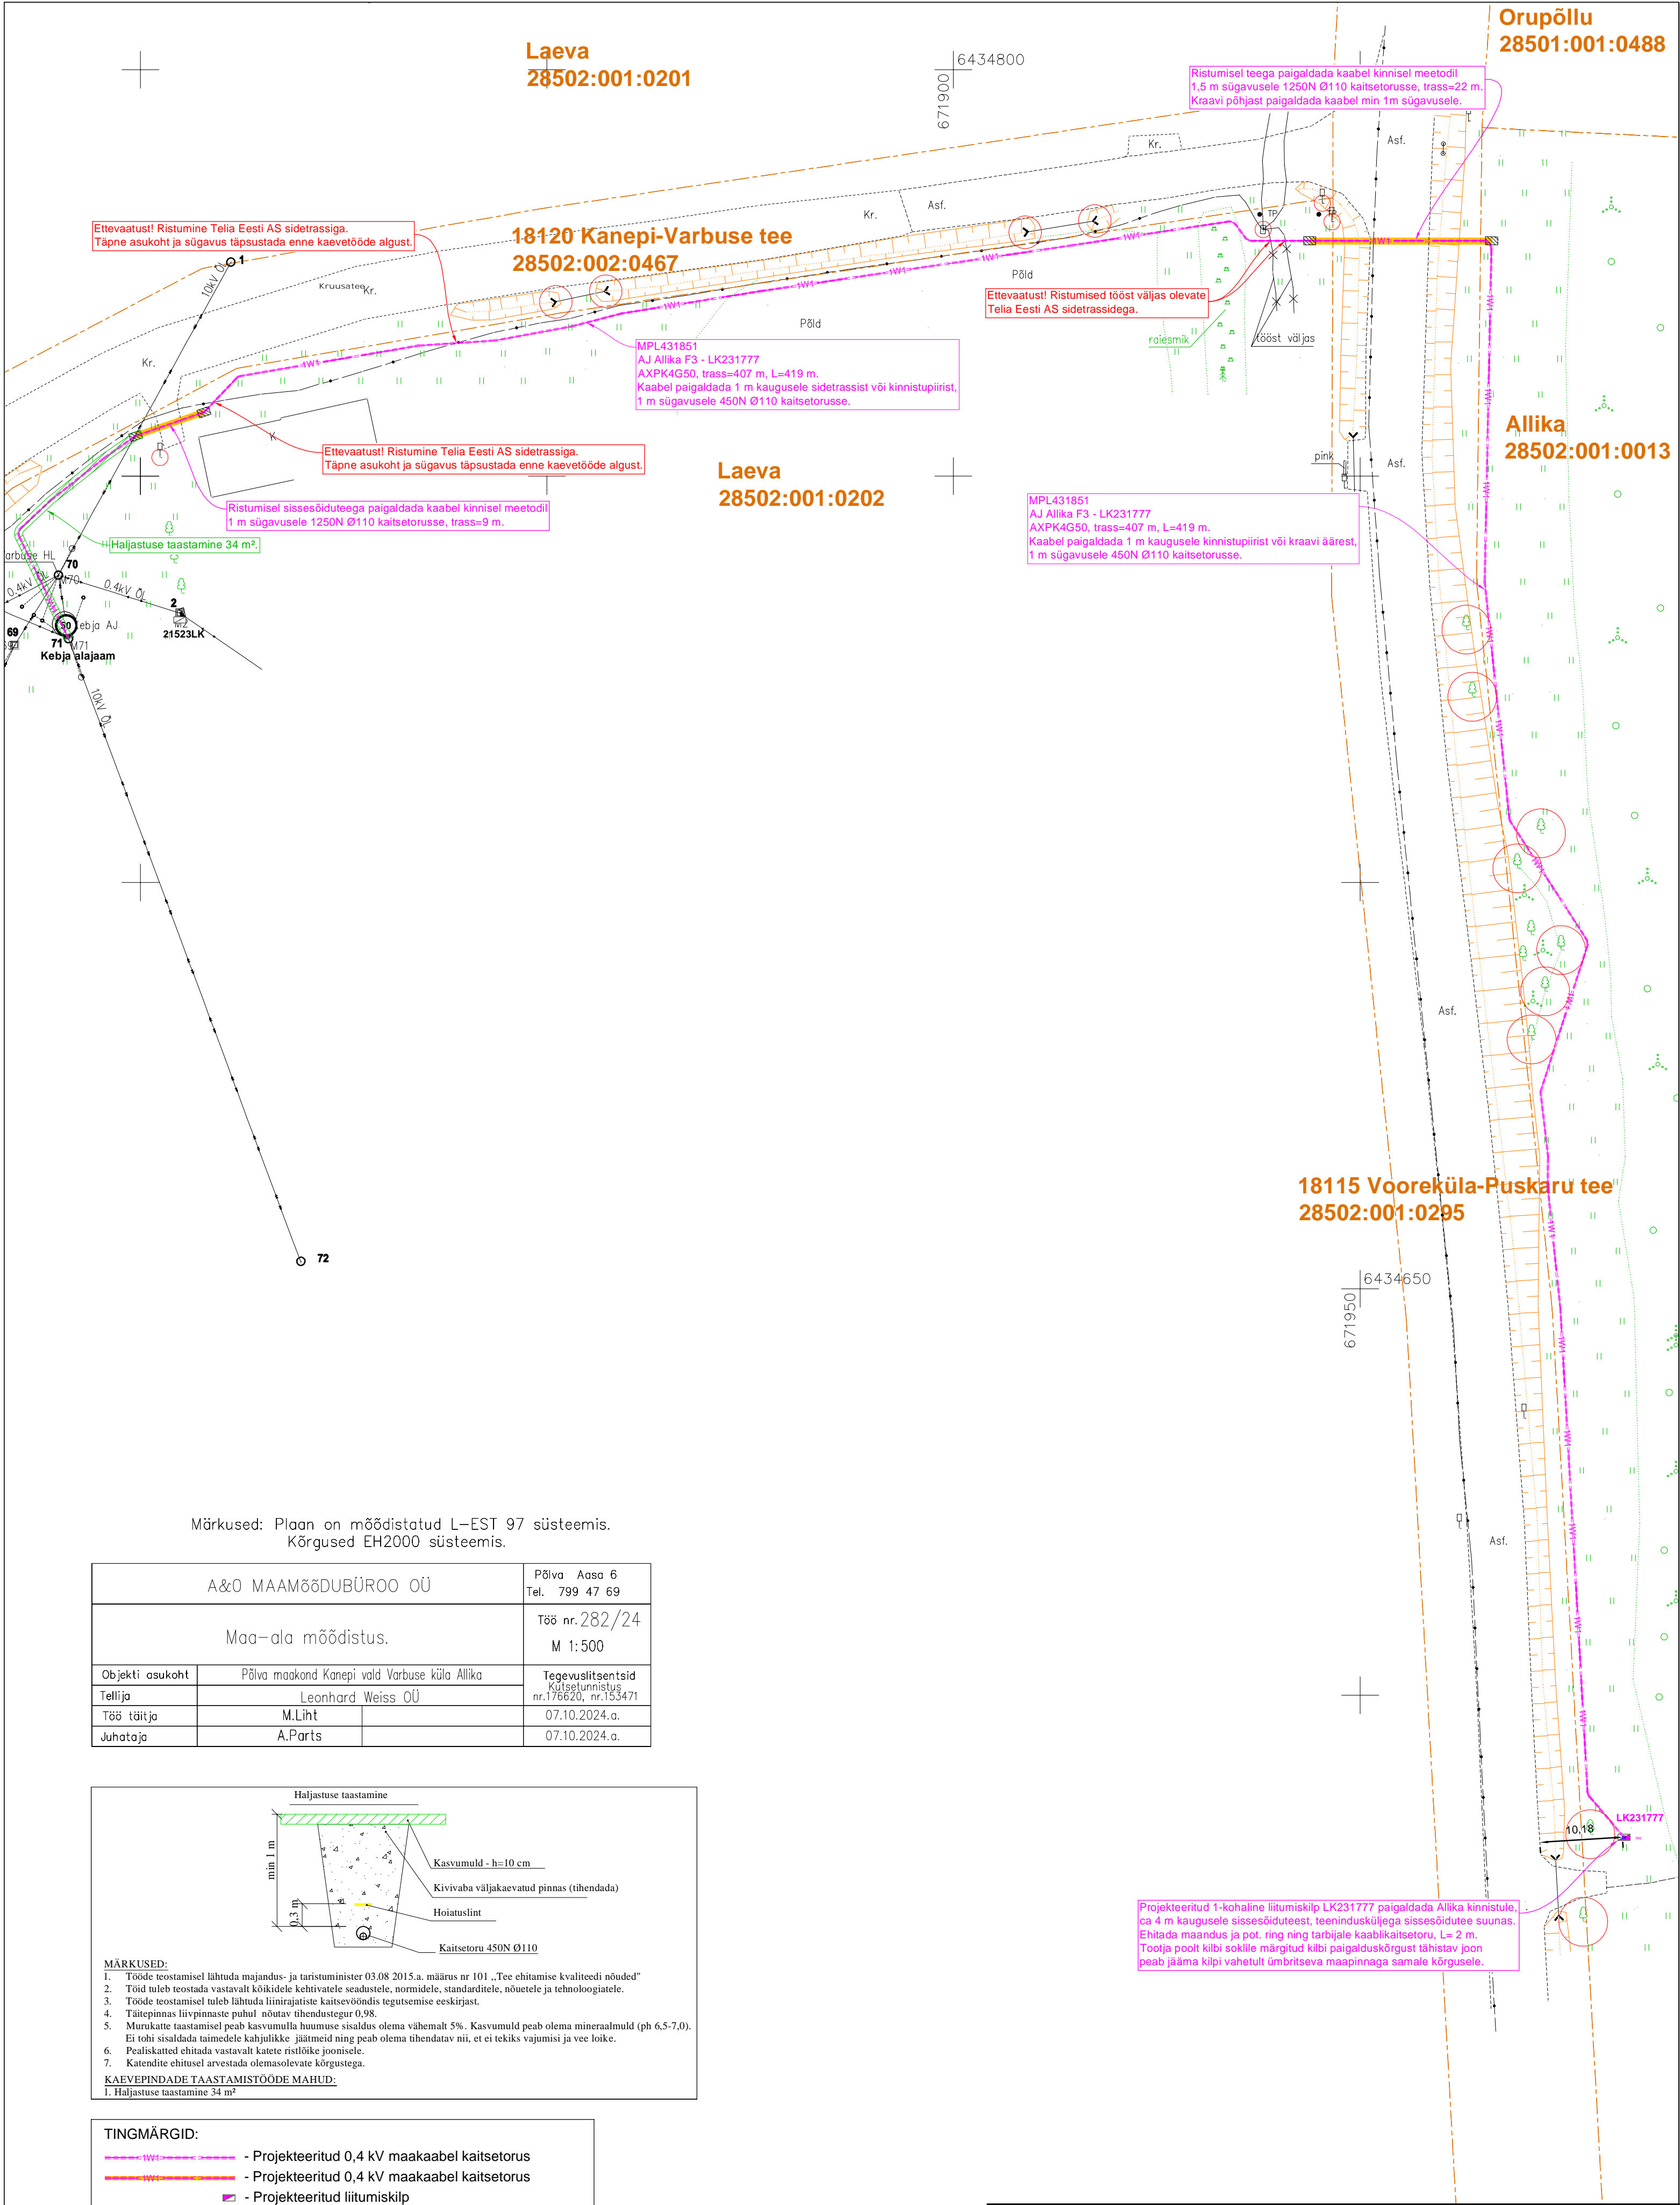 Orupõllu
28501:001:0488
Laeva
28502:001:0201
6434800
671900
Ristumisel teega paigaldada kaabel kinnisel meetodil
1,5 m sügavusele 1250N Ø110 kaitsetorusse, trass=22 m.
Kraavi põhjast paigaldada kaabel min 1m sügavusele.
Kr.
Asf.
Asf.
Kr.
Ettevaatust! Ristumine Telia Eesti AS sidetrassiga.
Täpne asukoht ja sügavus täpsustada enne kaevetööde algust.
18120 Kanepi-Varbuse tee
28502:002:0467
TP
TP
1W1
1
10kV ÕL
Kruusatee
Kr.
Põld
Põld
Ettevaatust! Ristumised tööst väljas olevate
Telia Eesti AS sidetrassidega.
raiesmik
tööst väljas
MPL431851
AJ Allika F3 - LK231777
AXPK4G50, trass=407 m, L=419 m.
Kaabel paigaldada 1 m kaugusele sidetrassist või kinnistupiirist,
1 m sügavusele 450N Ø110 kaitsetorusse.
Kr.
K
Allika
28502:001:0013
Ettevaatust! Ristumine Telia Eesti AS sidetrassiga.
Täpne asukoht ja sügavus täpsustada enne kaevetööde algust.
Laeva
28502:001:0202
pink
Asf.
Ristumisel sissesõiduteega paigaldada kaabel kinnisel meetodil
1 m sügavusele 1250N Ø110 kaitsetorusse, trass=9 m.
MPL431851
AJ Allika F3 - LK231777
AXPK4G50, trass=407 m, L=419 m.
Kaabel paigaldada 1 m kaugusele kinnistupiirist või kraavi äärest,
1 m sügavusele 450N Ø110 kaitsetorusse.
Haljastuse taastamine 34 m².
arbuse HL
70
M70
0.4kV ÕL
0.4kV
2
M2
21523LK
50
ebja AJ
69
71
M71
Kebja alajaam
10kV ÕL
Asf.
18115 Vooreküla-Puskaru tee
28502:001:0295
72
6434650
671950
Asf.
Märkused: Plaan on mõõdistatud L-EST 97 süsteemis.
Kõrgused EH2000 süsteemis.
A&O MAAMõõDUBÜROO OÜ
Põlva Aasa 6
Tel. 799 47 69
Maa-ala mõõdistus.
Töö nr. 282/24
M 1:500
Objekti asukoht
Põlva maakond Kanepi vald Varbuse küla Allika
Tegevuslitsentsid
Kutsetunnistus
nr.176620, nr.153471
Tellija
Leonhard Weiss OÜ
Töö täitja
M.Liht
07.10.2024.a.
Juhataja
A.Parts
07.10.2024.a.
LK231777
10,18
Projekteeritud 1-kohaline liitumiskilp LK231777 paigaldada Allika kinnistule,
ca 4 m kaugusele sissesõiduteest, teenindusküljega sissesõidutee suunas.
Ehitada maandus ja pot. ring ning tarbijale kaablikaitsetoru, L= 2 m.
Tootja poolt kilbi soklile märgitud kilbi paigalduskõrgust tähistav joon
peab jääma kilpi vahetult ümbritseva maapinnaga samale kõrgusele.
Haljastuse taastamine
min 1 m
0,3 m
Kasvumuld - h=10 cm
Kivivaba väljakaevatud pinnas (tihendada)
Hoiatuslint
Kaitsetoru 450N Ø110
MÄRKUSED:
1. Tööde teostamisel lähtuda majandus- ja taristuminister 03.08 2015.a. määrus nr 101 ,,Tee ehitamise kvaliteedi nõuded"
2. Töid tuleb teostada vastavalt kõikidele kehtivatele seadustele, normidele, standarditele, nõuetele ja tehnoloogiatele.
3. Tööde teostamisel tuleb lähtuda liinirajatiste kaitsevööndis tegutsemise eeskirjast.
4. Täitepinnas liivpinnaste puhul nõutav tihendustegur 0,98.
5. Murukatte taastamisel peab kasvumulla huumuse sisaldus olema vähemalt 5%. Kasvumuld peab olema mineraalmuld (ph 6,5-7,0).
Ei tohi sisaldada taimedele kahjulikke jäätmeid ning peab olema tihendatav nii, et ei tekiks vajumisi ja vee loike.
6. Pealiskatted ehitada vastavalt katete ristlõike joonisele.
7. Katendite ehitusel arvestada olemasolevate kõrgustega.
KAEVEPINDADE TAASTAMISTÖÖDE MAHUD:
1. Haljastuse taastamine 34 m²
TINGMÄRGID:
1W1 - Projekteeritud 0,4 kV maakaabel kaitsetorus
1W1 - Projekteeritud 0,4 kV maakaabel kaitsetorus
- Projekteeritud liitumiskilp